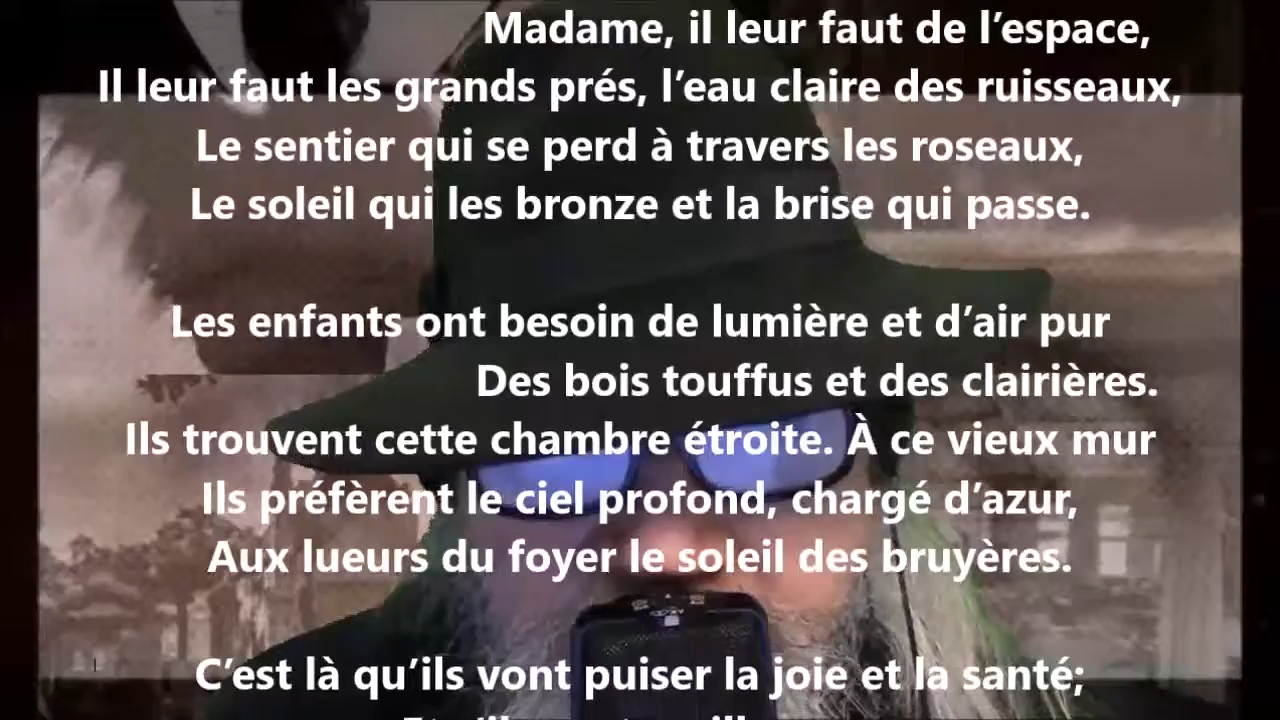 Madame, il leur faut de l’espace,
Il leur faut les grands prés, l’eau claire des ruisseaux,
Le sentier qui se perd à travers les roseaux,
Le soleil qui les bronze et la brise qui passe.
Les enfants ont besoin de lumière et d’air pur
Des bois touffus et des clairières.
Ils trouvent cette chambre étroite. À ce vieux mur
Ils préfèrent le ciel profond, chargé d’azur,
Aux lueurs du foyer le soleil des bruyères.
C’est là qu’ils vont puiser la joie et la santé;